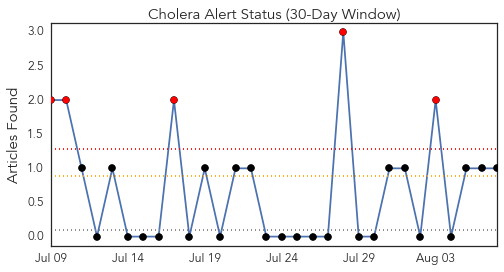 Cholera Alert Status (30-Day Window)
Articles Found
3.0
2.5
2.0
1.5
1.0
0.5
0.0
Jul 09 Jul 14 Jul 19 Jul 24 Jul 29 Aug 03